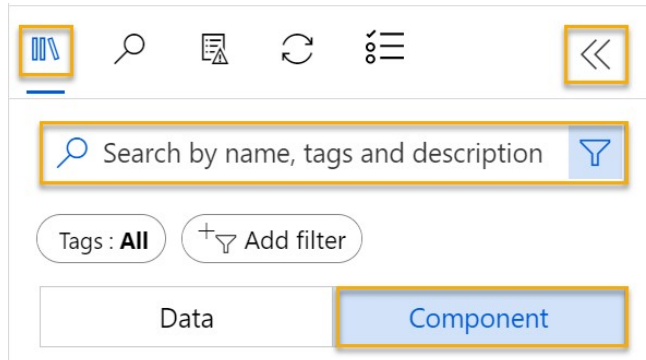 Search by name, tags and description
Tags : All
Add filter
Data
Component